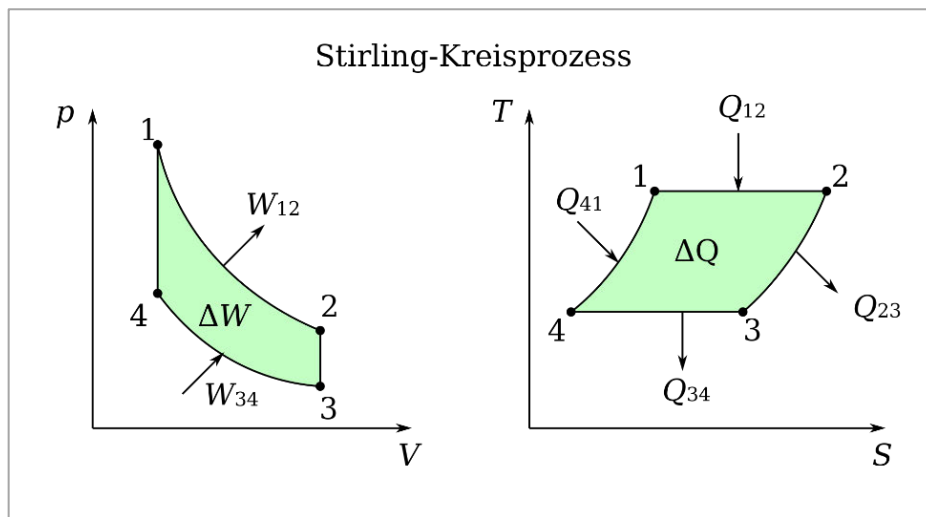 Stirling-Kreisprozess
p
1
W12
2
4
ΔW
W34
3
V
T
Q12
1
2
Q41
ΔQ
Q23
4
3
Q34
S